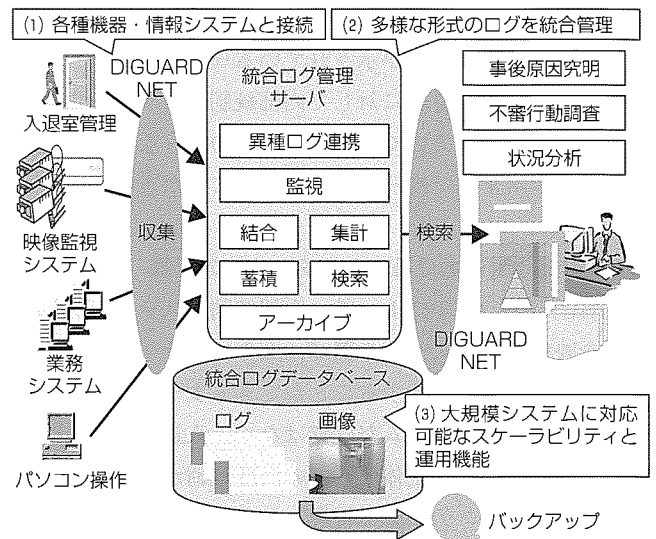 (1) 各種機器・情報システムと接続
(2) 多様な形式のログを統合管理
DIGUARD
NET
入退室管理
映像監視
システム
業務
システム
パソコン操作
収集
統合ログ管理
サーバ
異種ログ連携
監視
結合
集計
蓄積
検索
アーカイブ
検索
事後原因究明
不審行動調査
状況分析
DIGUARD
NET
統合ログデータベース
ログ
画像
(3) 大規模システムに対応
可能なスケーラビリティと
運用機能
バックアップ